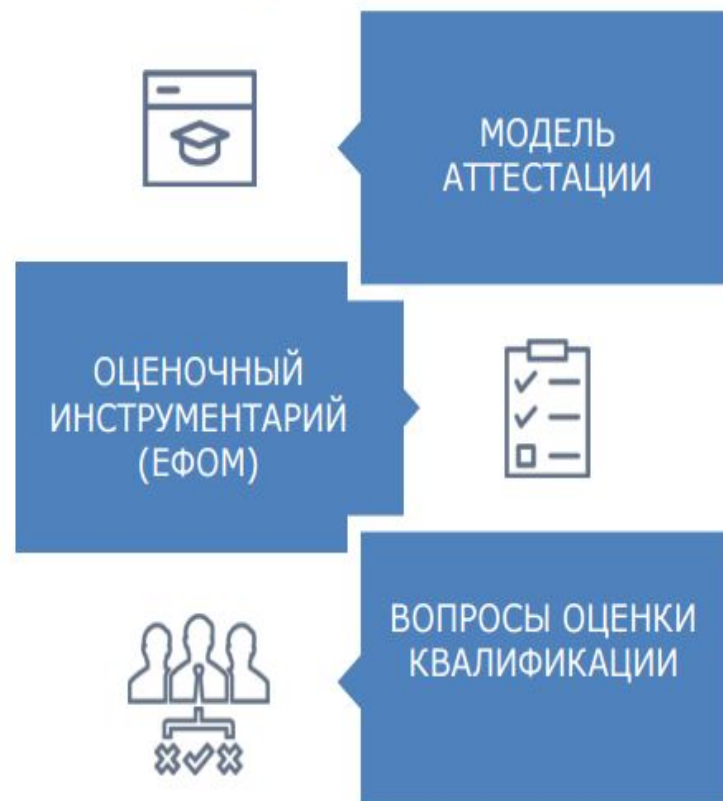 МОДЕЛЬ
АТТЕСТАЦИИ
ОЦЕНОЧНЫЙ
ИНСТРУМЕНТАРИЙ
(ЕФОМ)
ВОПРОСЫ ОЦЕНКИ
КВАЛИФИКАЦИИ